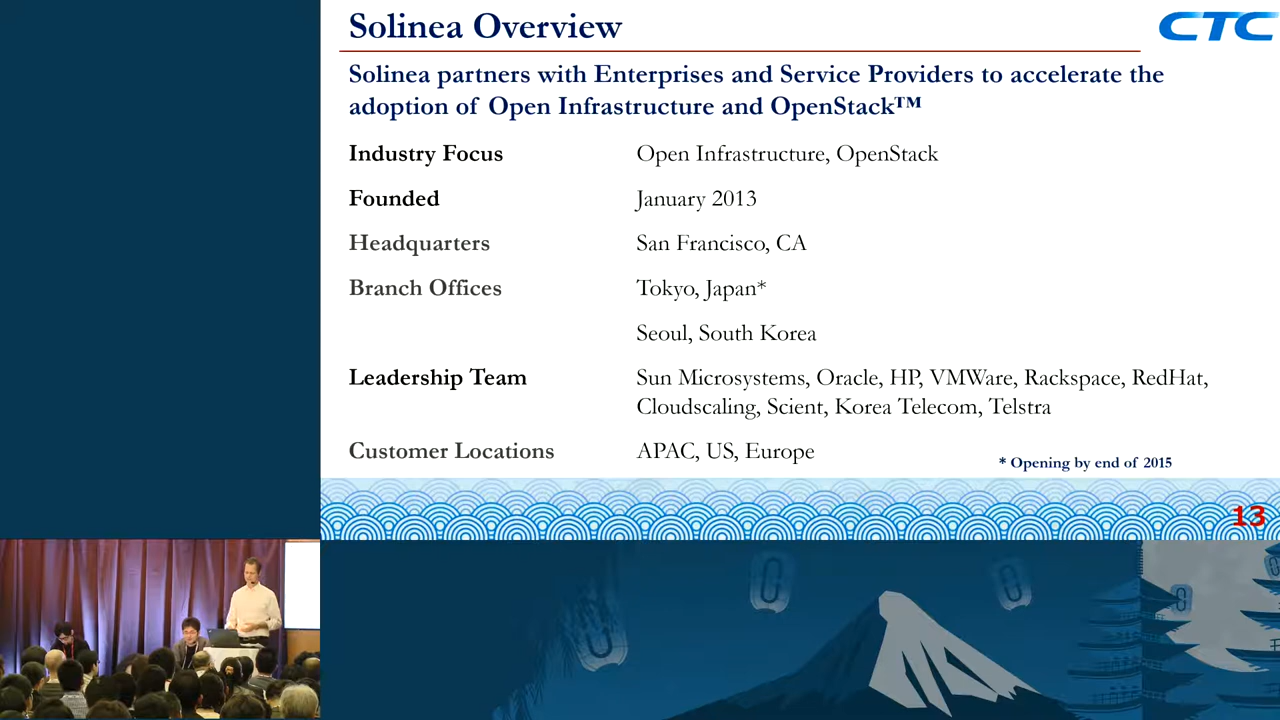 Solinea Overview
CTC
Solinea partners with Enterprises and Service Providers to accelerate the
adoption of Open Infrastructure and OpenStack™
Industry Focus Open Infrastructure, OpenStack
Founded January 2013
Headquarters San Francisco, CA
Branch Offices Tokyo, Japan*
Seoul, South Korea
Leadership Team Sun Microsystems, Oracle, HP, VMWare, Rackspace, RedHat,
Cloudscaling, Scient, Korea Telecom, Telstra
Customer Locations APAC, US, Europe
* Opening by end of 2015
13